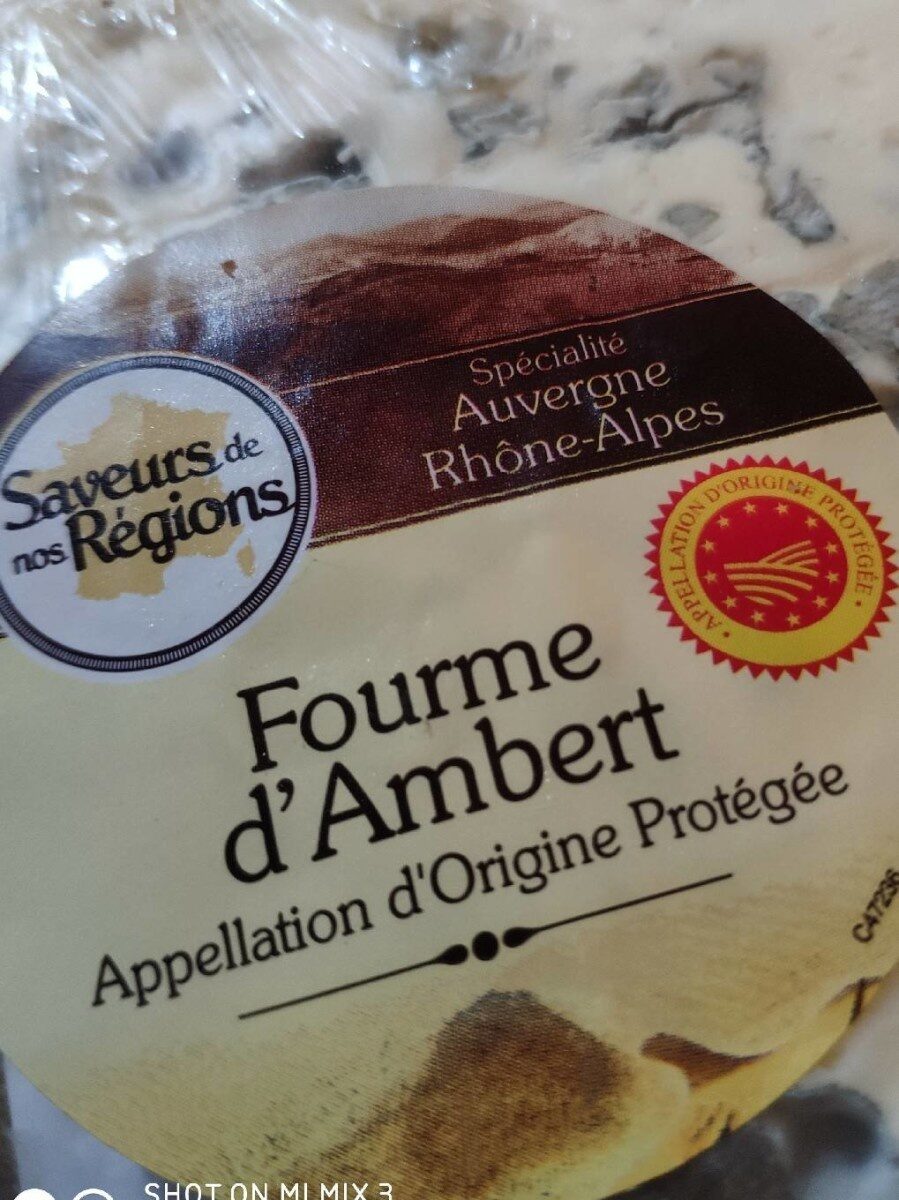 Spécialité
Auvergne
Rhône-Alpes
Saveurs de
nos Régions
APPELLATION D'ORIGINE PROTÉGÉE
Fourme
d'Ambert
Appellation d'Origine Protégée
C47236
SHOT ON MI MIX 3